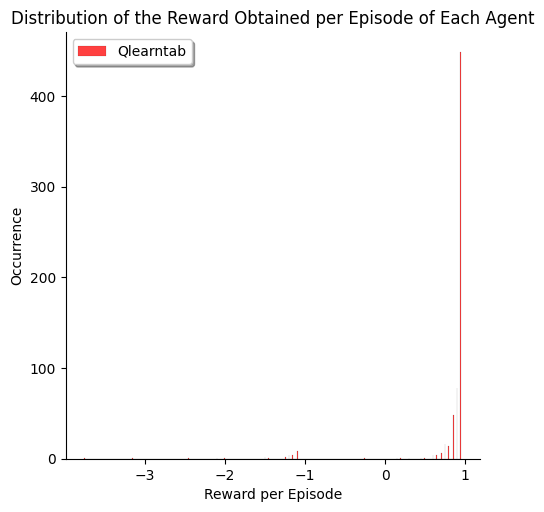 Distribution of the Reward Obtained per Episode of Each Agent
Qlearntab
400
300
200
100
0
Occurrence
−3
−2
−1
0
1
Reward per Episode